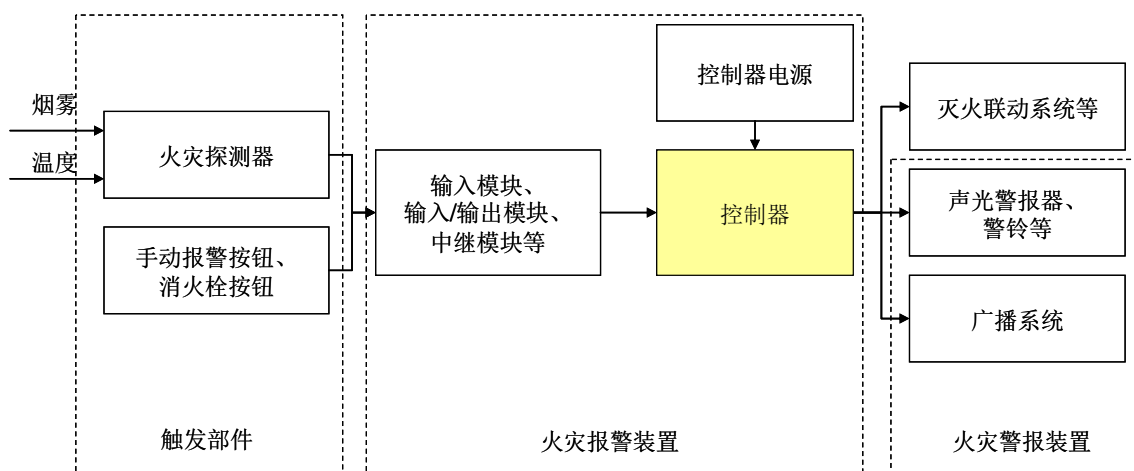 烟雾
温度
火灾探测器
手动报警按钮、
消火栓按钮
触发部件
输入模块、
输入/输出模块、
中继模块等
控制器电源
控制器
火灾报警装置
灭火联动系统等
声光警报器、
警铃等
广播系统
火灾警报装置